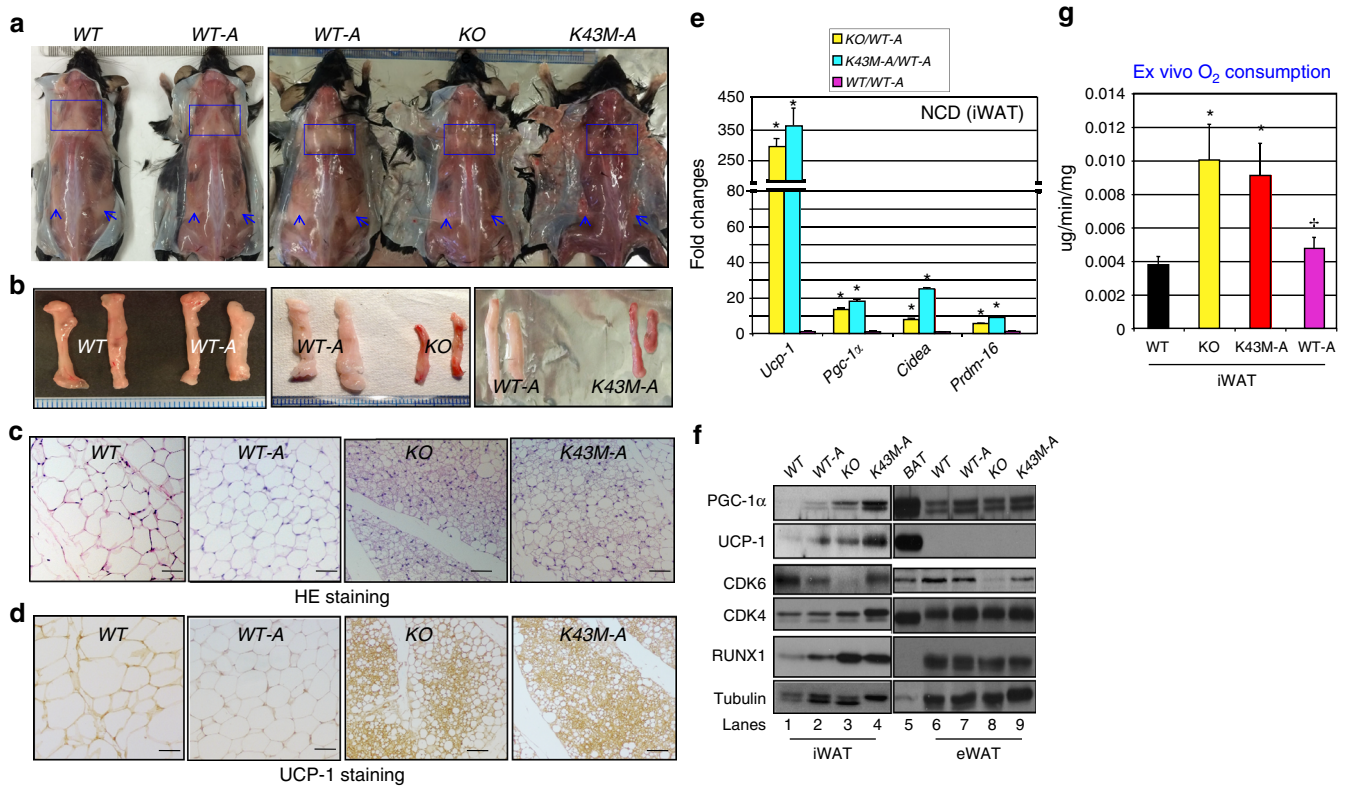 a
WT WT-A WT-A KO K43M-A
b
WT WT-A WT-A KO WT-A K43M-A
c
WT WT-A KO K43M-A
HE staining
d
WT WT-A KO K43M-A
UCP-1 staining
e
KO/WT-A
K43M-A/WT-A
WT/WT-A
NCD (iWAT)
Fold changes
450
350
250
80
60
40
20
0
* * * * * * * *
Ucp-1 Pgc-1α Cidea Prdm-16
f
WT WT-A KO K43M-A BAT WT WT-A KO K43M-A
PGC-1α
UCP-1
CDK6
CDK4
RUNX1
Tubulin
Lanes 1 2 3 4 5 6 7 8 9
iWAT eWAT
g
Ex vivo O2 consumption
ug/min/mg
0.014
0.012
0.010
0.008
0.006
0.004
0.002
0.000
* * ÷
WT KO K43M-A WT-A
iWAT